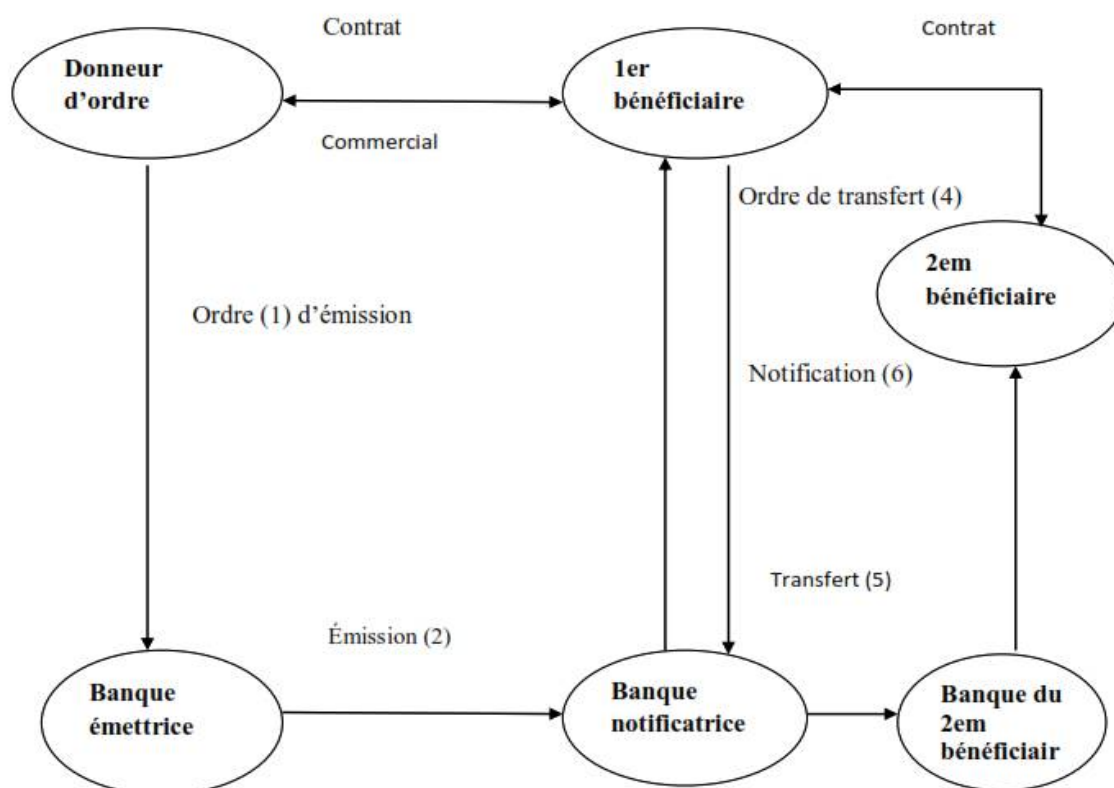 Contrat
Contrat
Donneur
d’ordre
1er
bénéficiaire
Commercial
Ordre de transfert (4)
2em
bénéficiaire
Ordre (1) d’émission
Notification (6)
Transfert (5)
Émission (2)
Banque
émettrice
Banque
notificatrice
Banque du
2em
bénéficiair